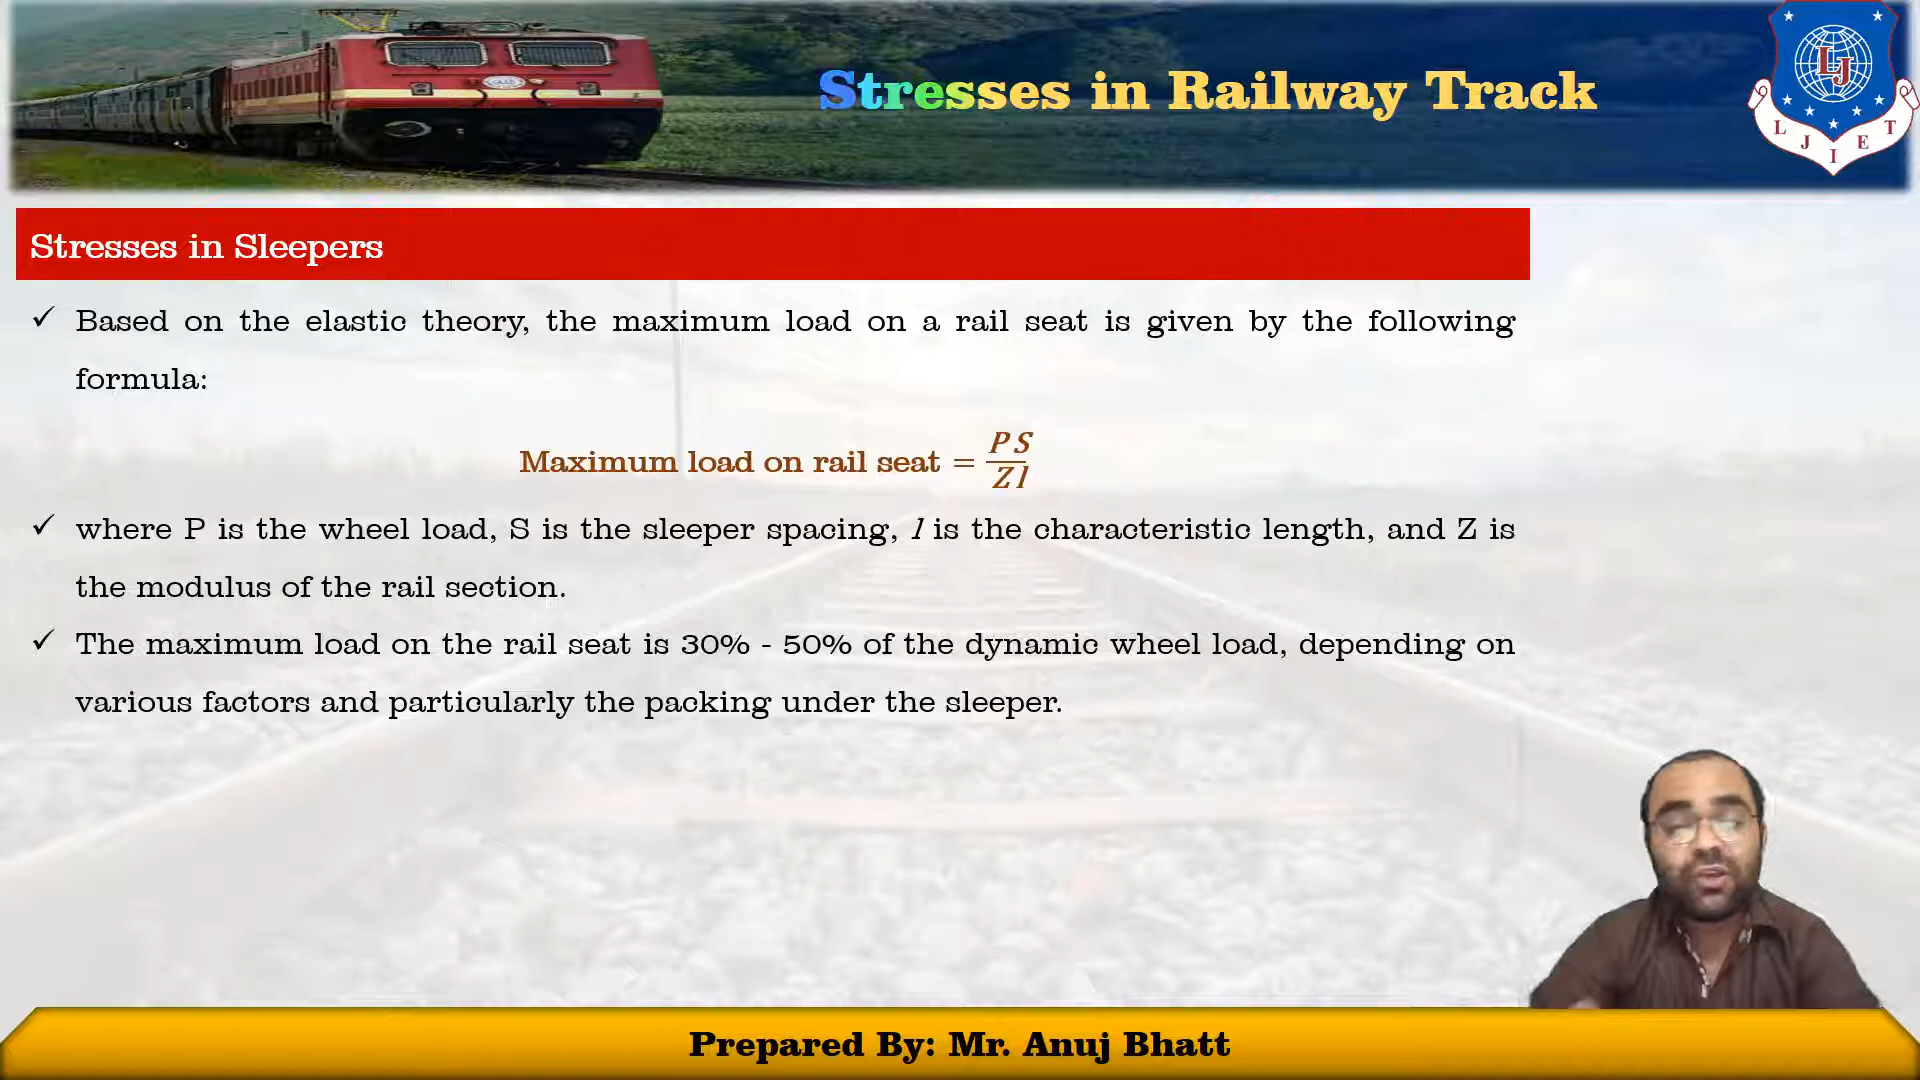 Stresses in Railway Track
L J I E T
LJ
Stresses in Sleepers
✓ Based on the elastic theory, the maximum load on a rail seat is given by the following
formula:
Maximum load on rail seat = PS / Zl
✓ where P is the wheel load, S is the sleeper spacing, l is the characteristic length, and Z is
the modulus of the rail section.
✓ The maximum load on the rail seat is 30% - 50% of the dynamic wheel load, depending on
various factors and particularly the packing under the sleeper.
Prepared By: Mr. Anuj Bhatt